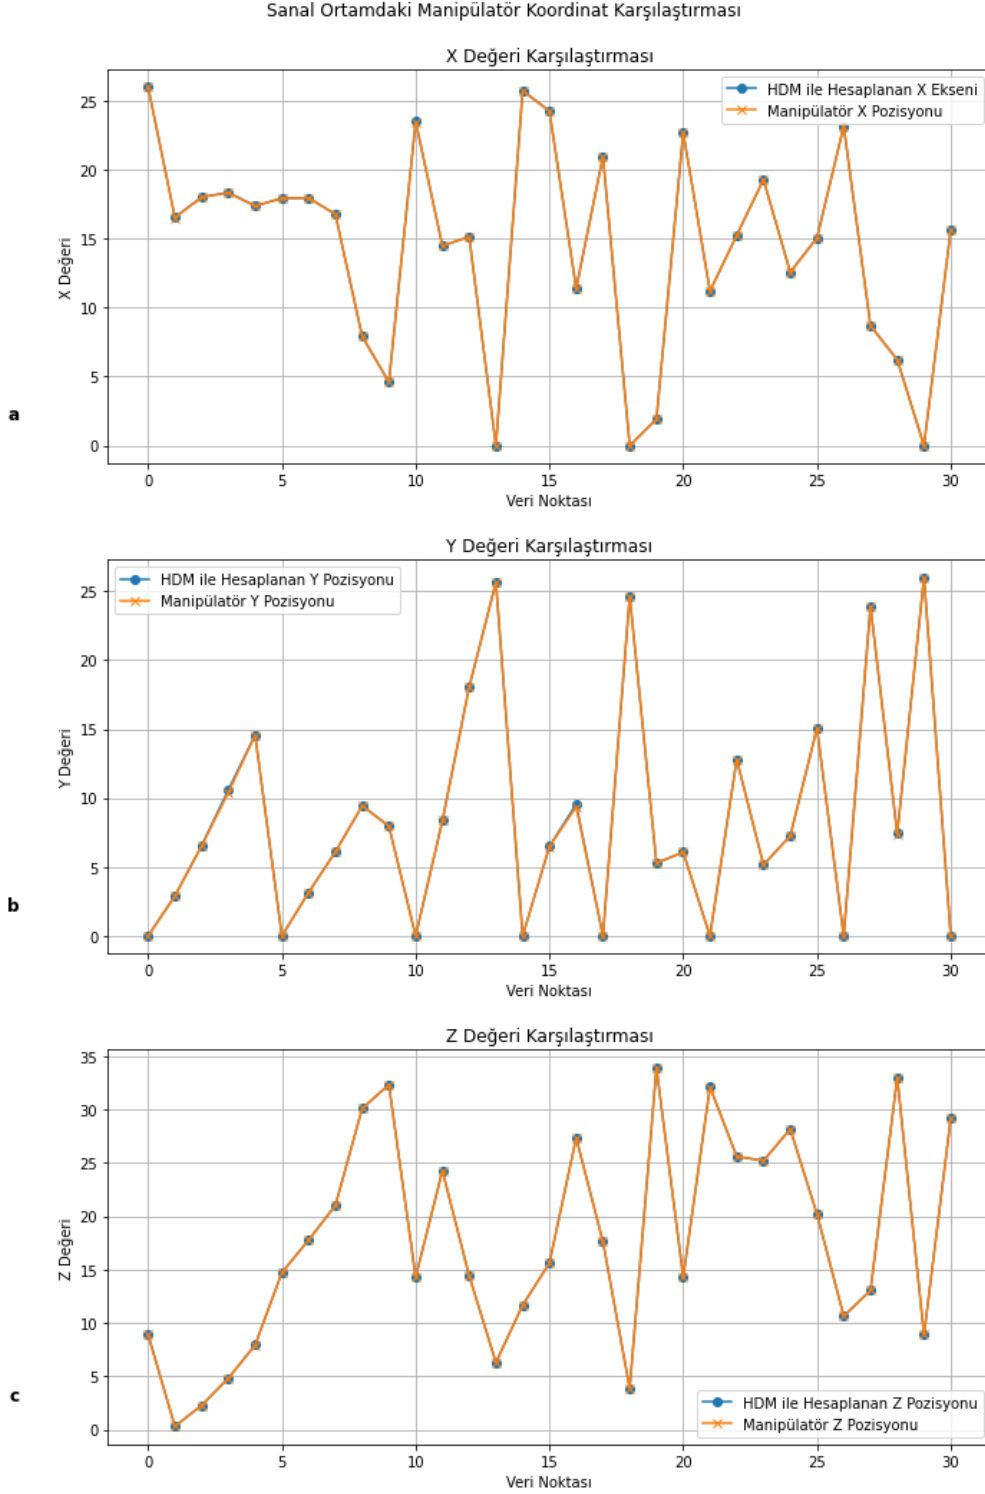 Sanal Ortamdaki Manipülatör Koordinat Karşılaştırması
X Değeri Karşılaştırması
HDM ile Hesaplanan X Ekseni
Manipülatör X Pozisyonu
25
20
15
10
5
0
X Değeri
a
0 5 10 15 20 25 30
Veri Noktası
Y Değeri Karşılaştırması
HDM ile Hesaplanan Y Pozisyonu
Manipülatör Y Pozisyonu
25
20
15
10
5
0
Y Değeri
b
0 5 10 15 20 25 30
Veri Noktası
Z Değeri Karşılaştırması
35
30
25
20
15
10
5
0
Z Değeri
c
HDM ile Hesaplanan Z Pozisyonu
Manipülatör Z Pozisyonu
0 5 10 15 20 25 30
Veri Noktası